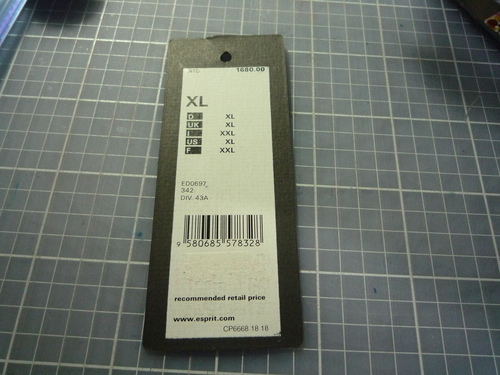 NTD 1680.00
XL
D XL
UK XL
I XXL
US XL
F XXL
ED0697
342
DIV. 43A
9 580685 578328
recommended retail price
www.esprit.com
CP6668 18 18